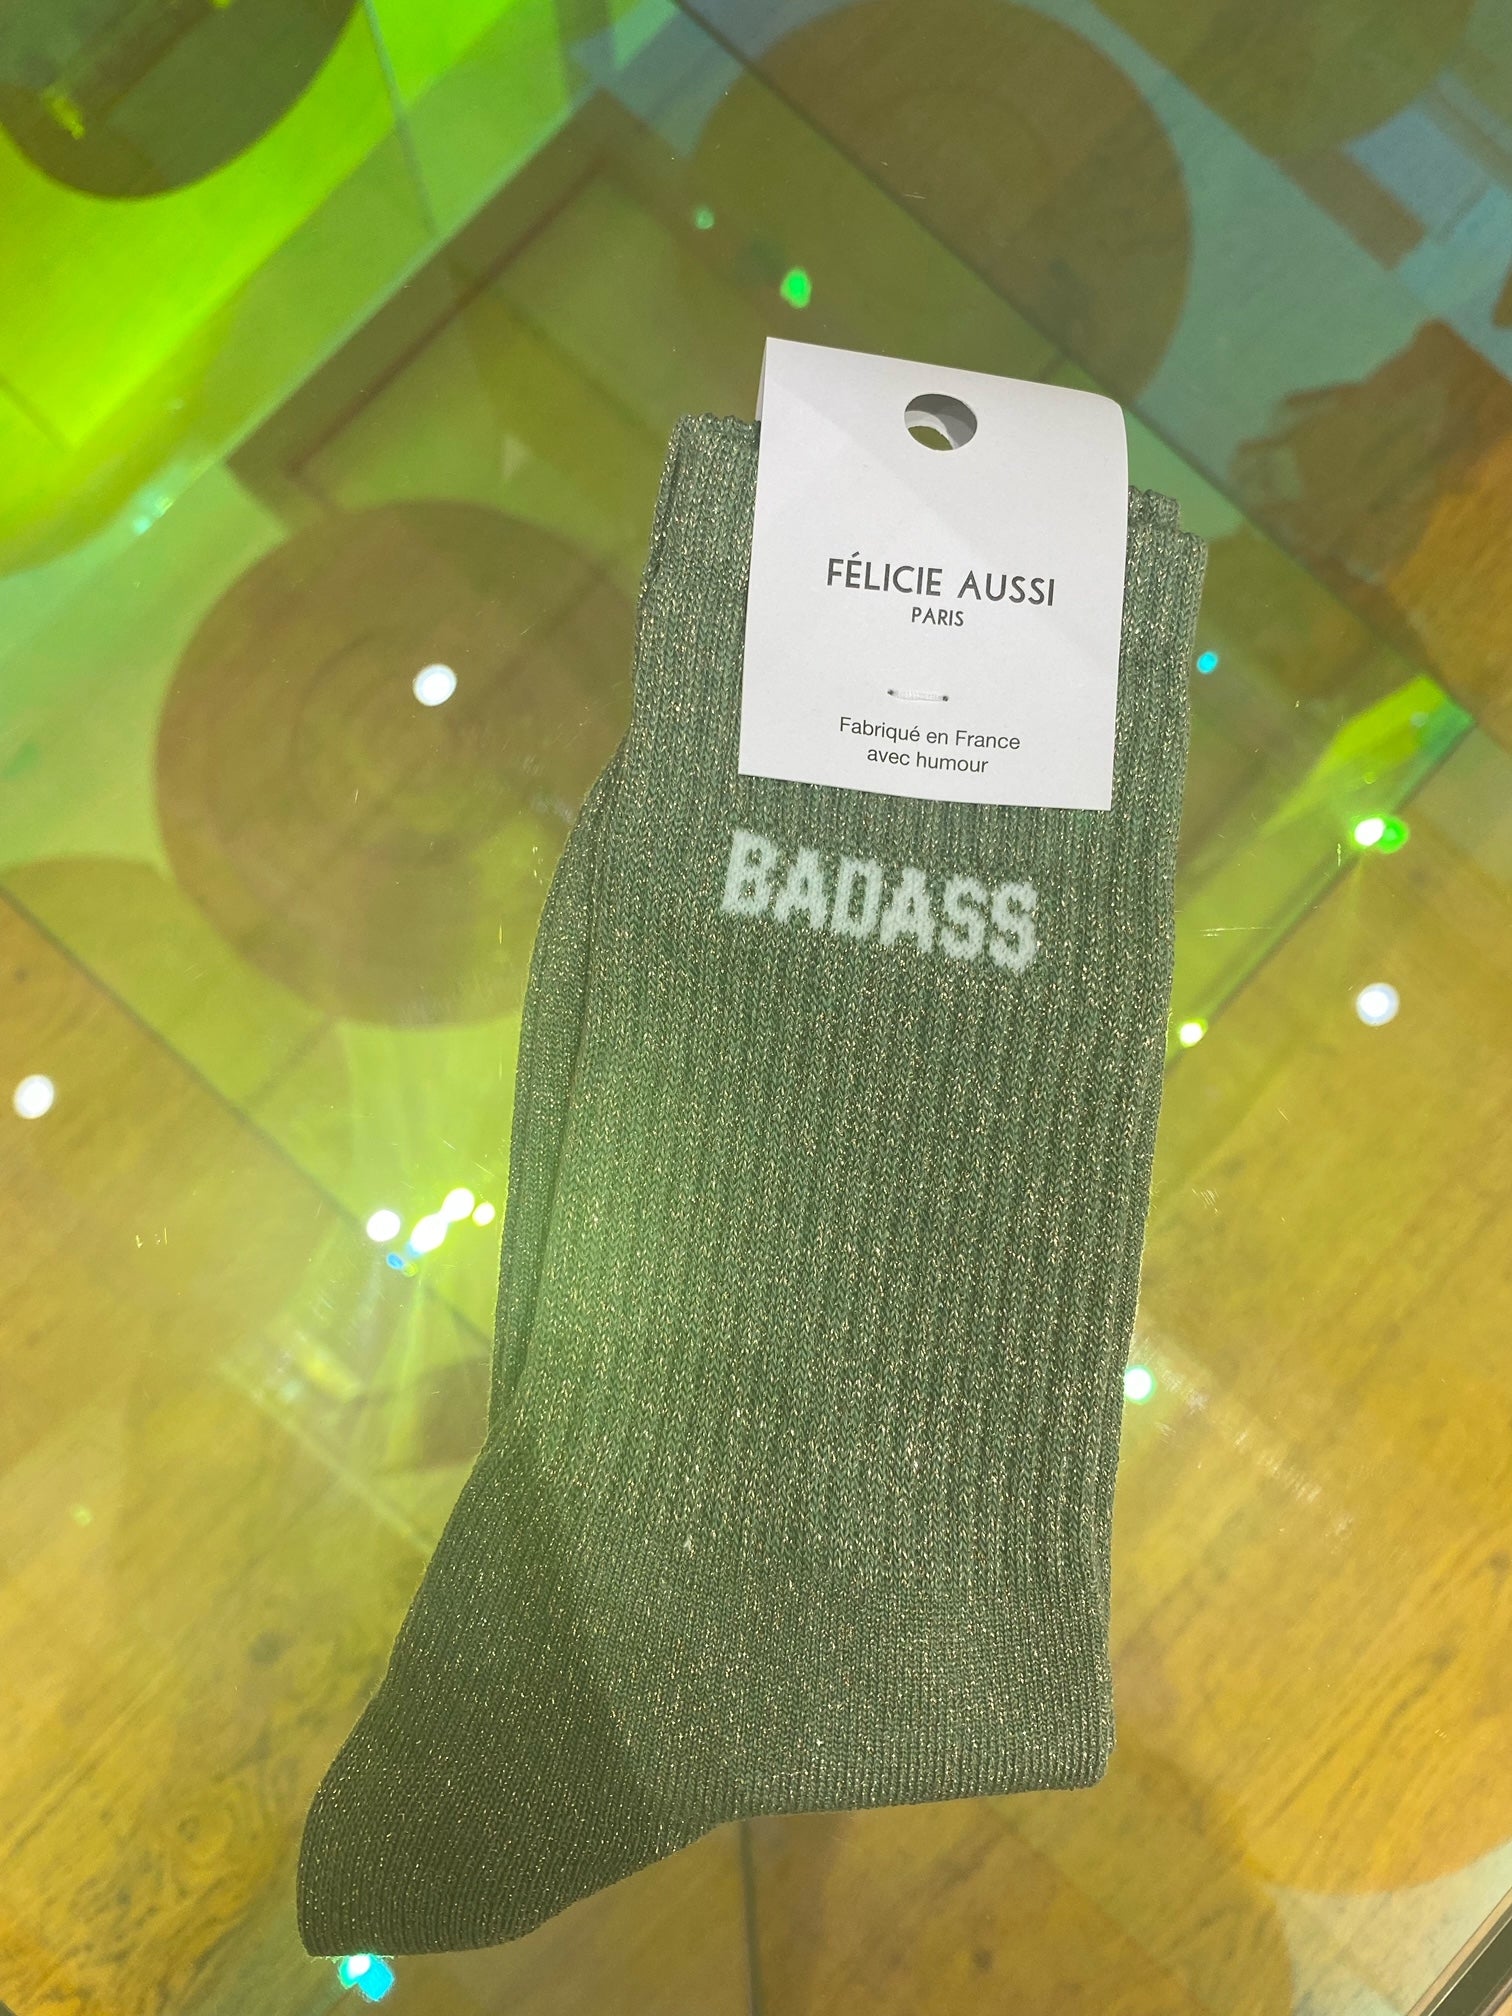 FÉLICIE AUSSI
PARIS
Fabriqué en France
avec humour
BADASS